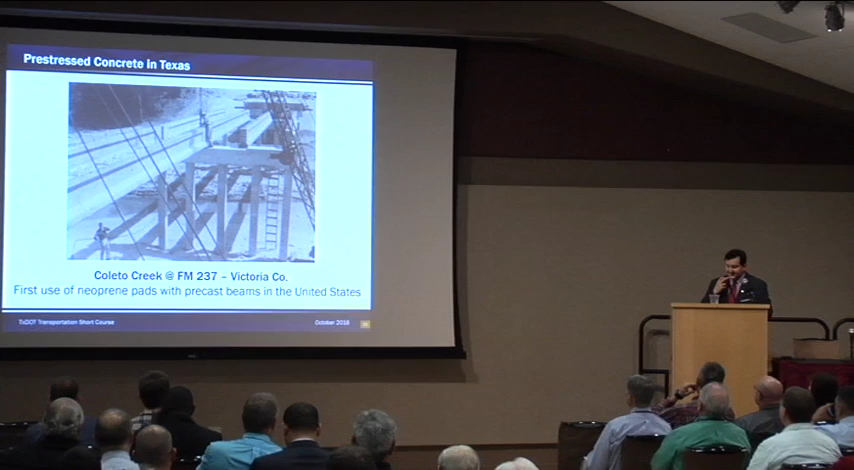 Prestressed Concrete in Texas
Coleto Creek @ FM 237 – Victoria Co.
First use of neoprene pads with precast beams in the United States
TxDOT Transportation Short Course
October 2018